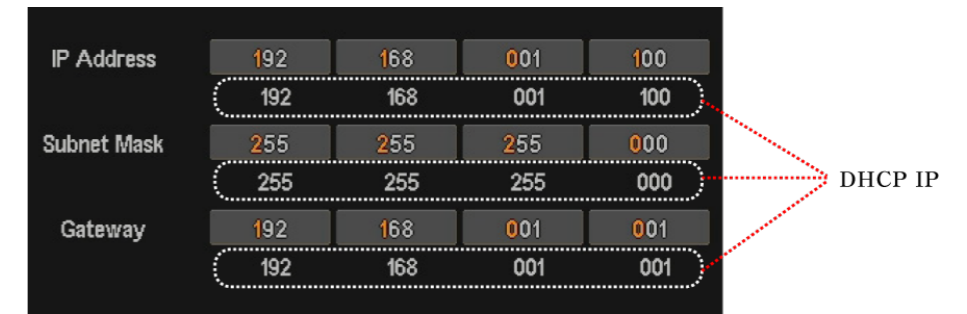 IP Address 192 168 001 100
192 168 001 100
Subnet Mask 255 255 255 000
255 255 255 000
DHCP IP
Gateway 192 168 001 001
192 168 001 001